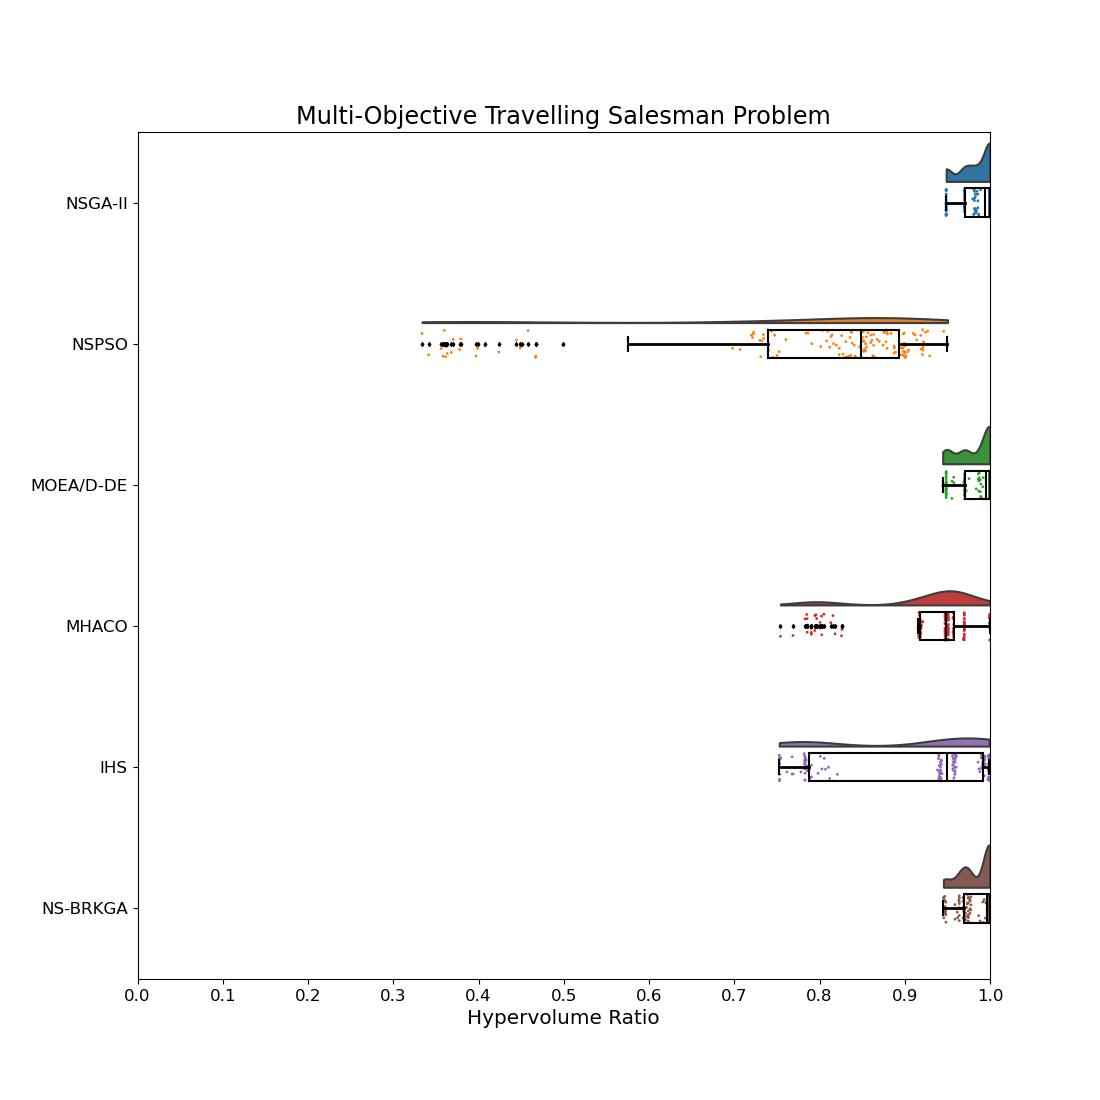 Multi-Objective Travelling Salesman Problem
NSGA-II
NSPSO
MOEA/D-DE
MHACO
IHS
NS-BRKGA
0.0 0.1 0.2 0.3 0.4 0.5 0.6 0.7 0.8 0.9 1.0
Hypervolume Ratio